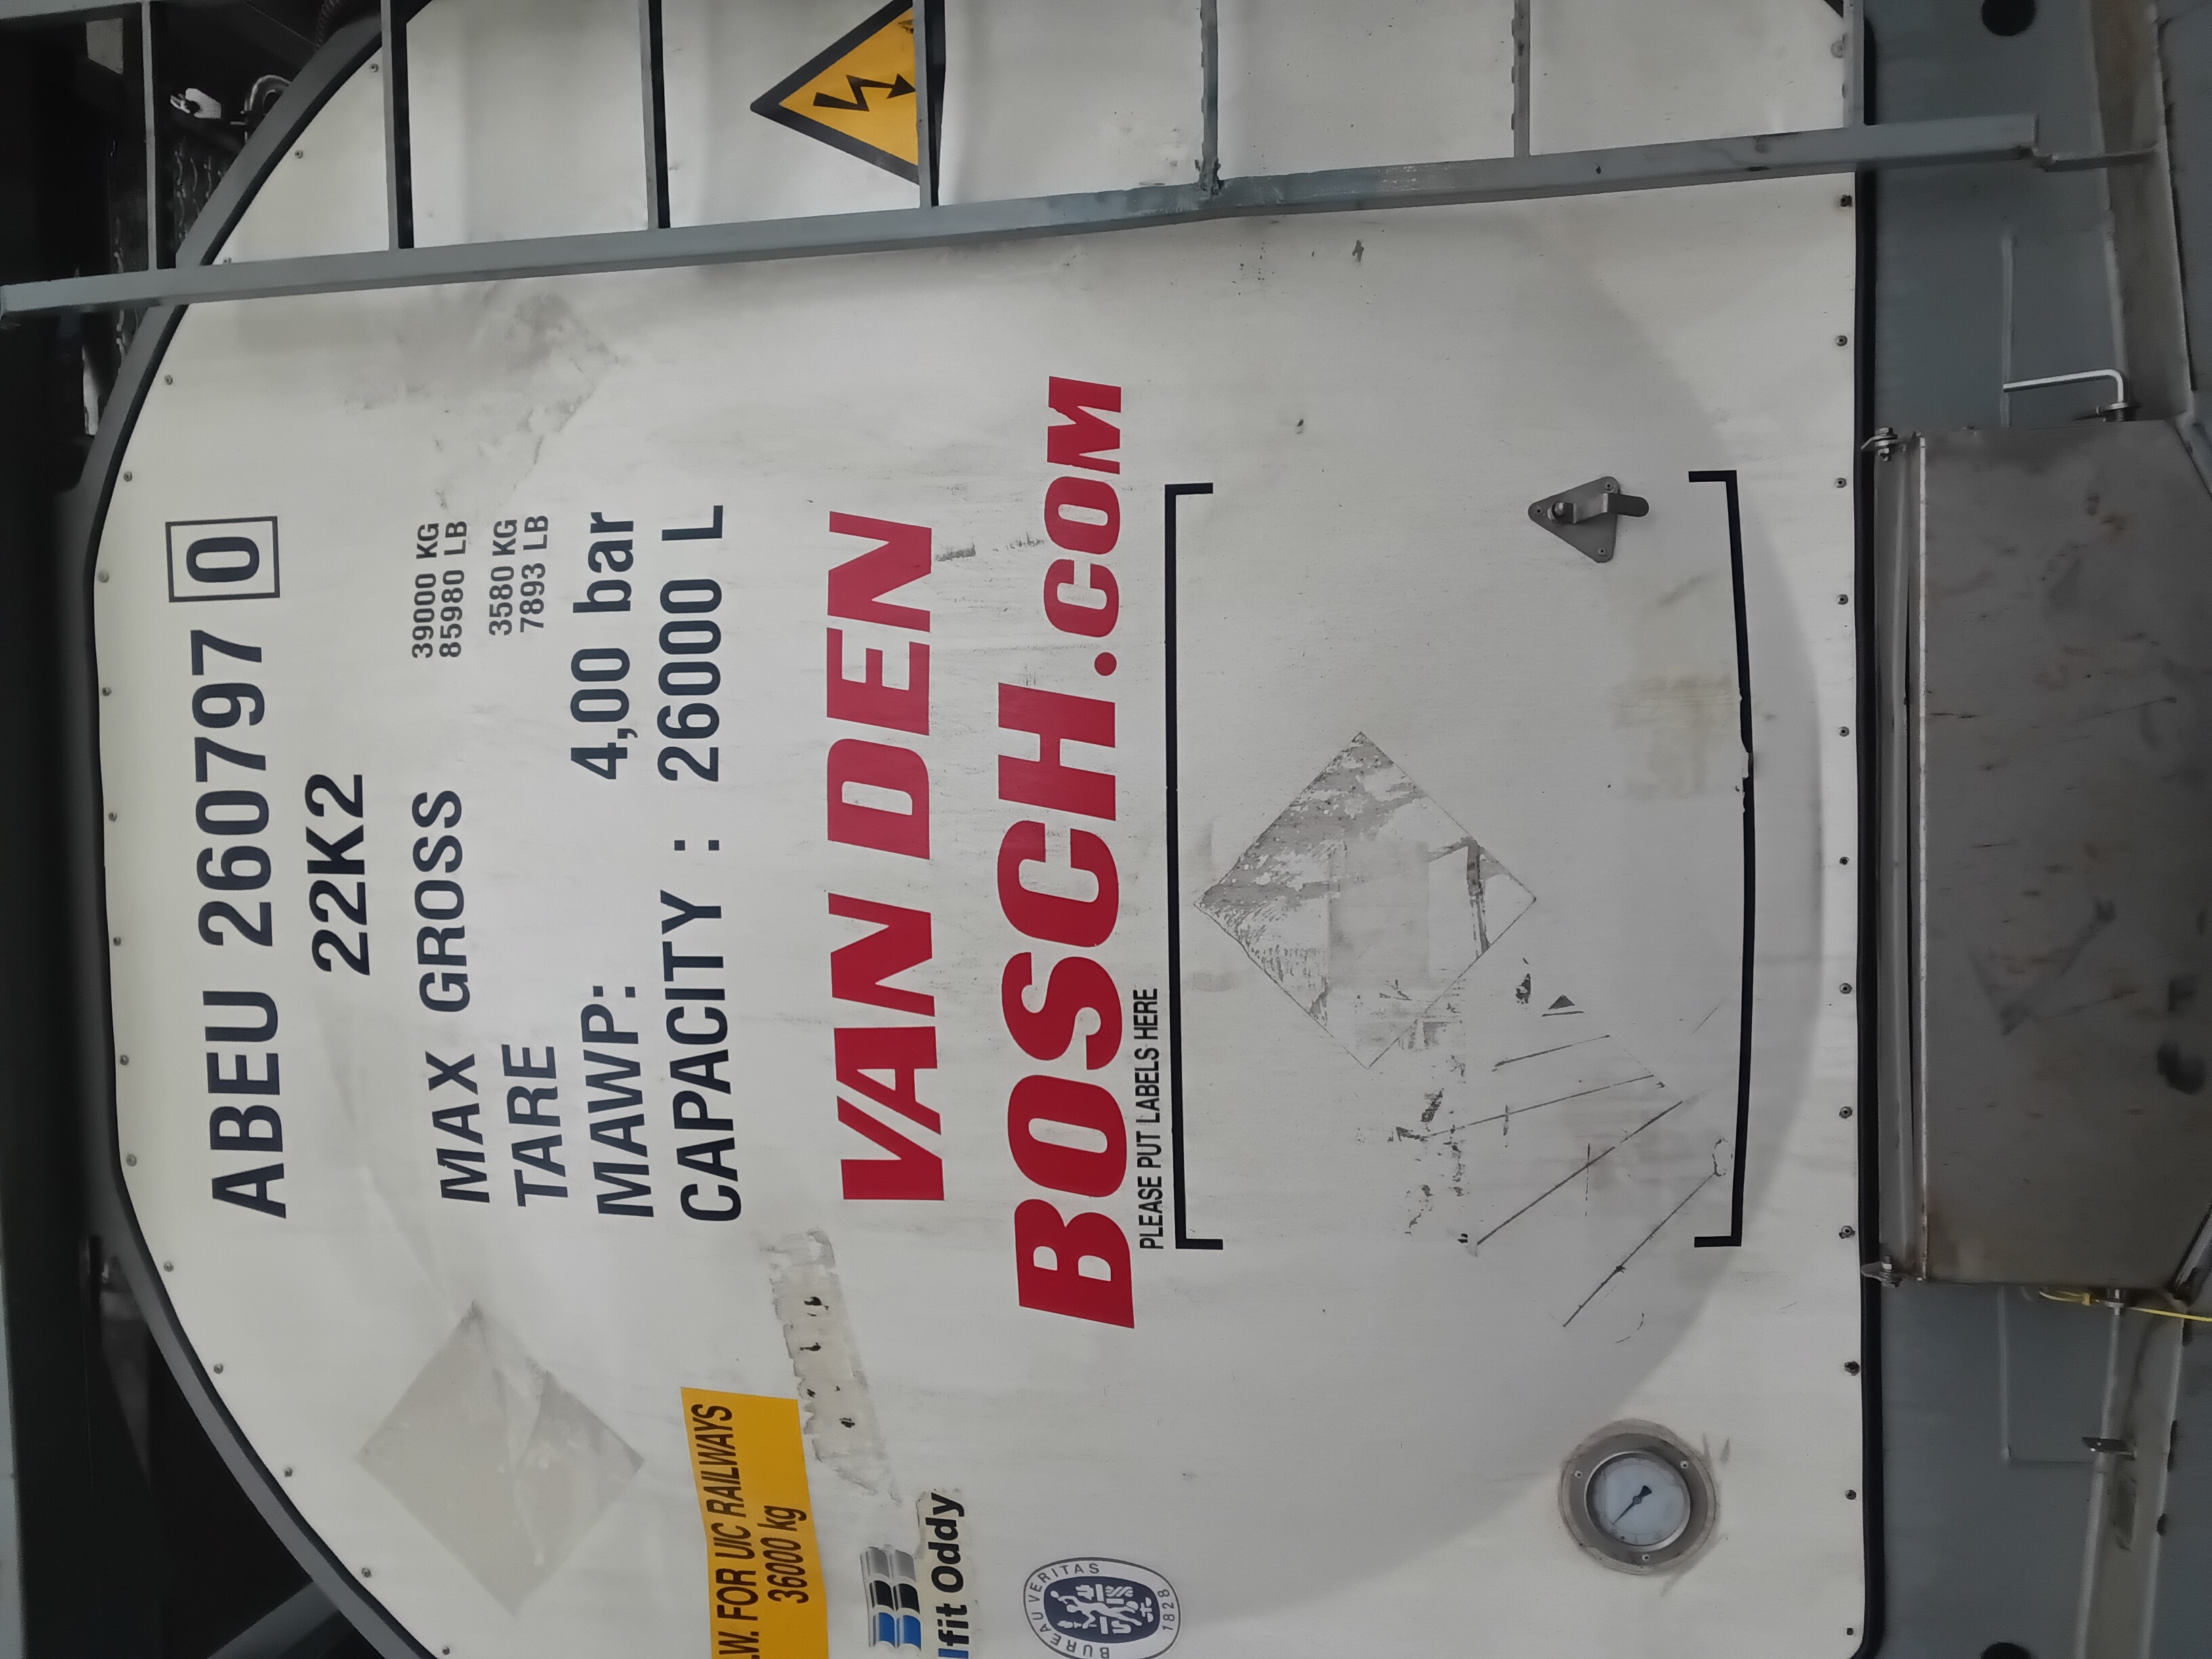 ABEU 260797 0
22K2
MAX GROSS 39000 KG
85980 LB
TARE 3580 KG
7893 LB
MAWP: 4,00 bar
CAPACITY : 26000 L
.W. FOR UIC RAILWAYS
36000 kg
VAN DEN
BOSCH.COM
lfit Oddy
BUREAU VERITAS
1828
PLEASE PUT LABELS HERE